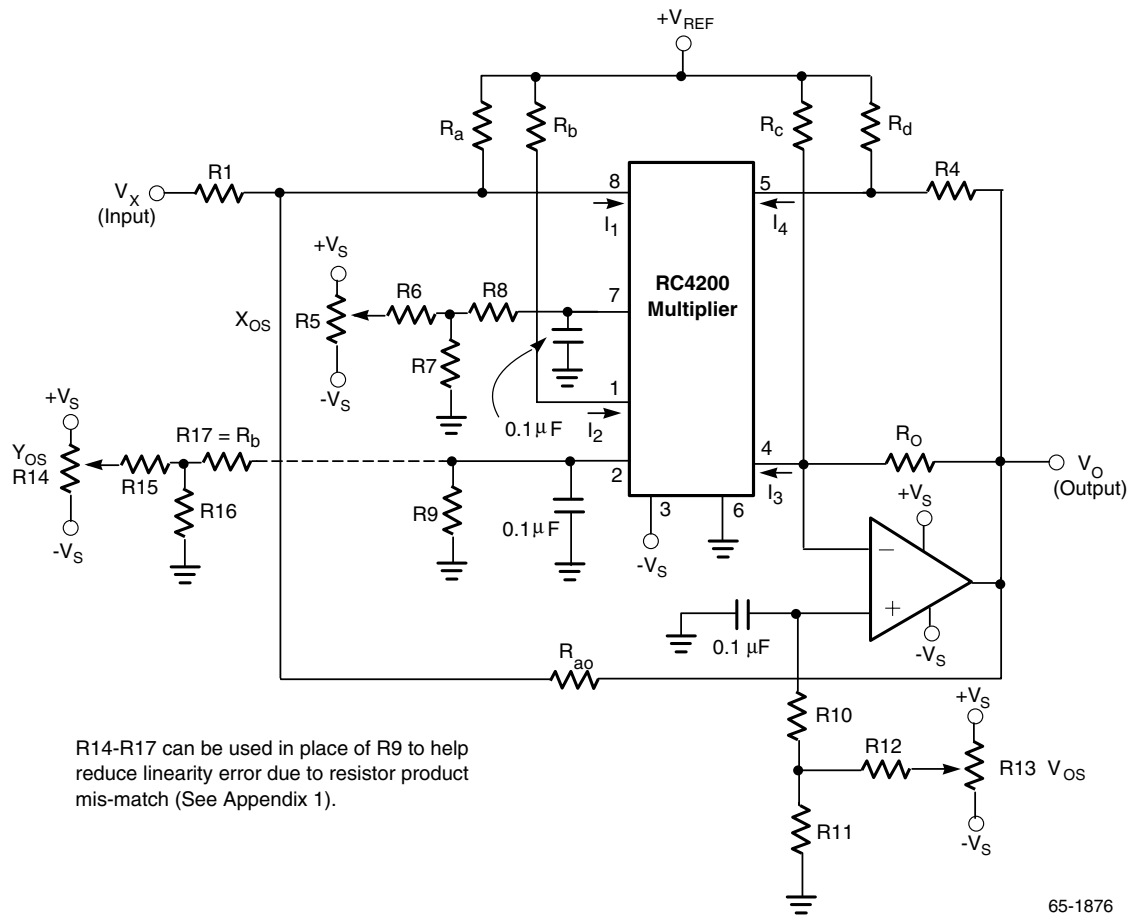 +VREF
Ra
Rb
Rc
Rd
R1
VX
(Input)
8
I1
5
I4
R4
RC4200
Multiplier
+VS
R6
R8
7
XOS
R5
R7
-VS
0.1 μF
1
I2
+VS
YOS
R14
R17 = Rb
R15
R16
-VS
R9
0.1 μF
2
3
-VS
6
4
I3
RO
VO
(Output)
+VS
−
+
-VS
0.1 μF
Rao
R10
R12
+VS
R13 VOS
-VS
R11
R14-R17 can be used in place of R9 to help
reduce linearity error due to resistor product
mis-match (See Appendix 1).
65-1876